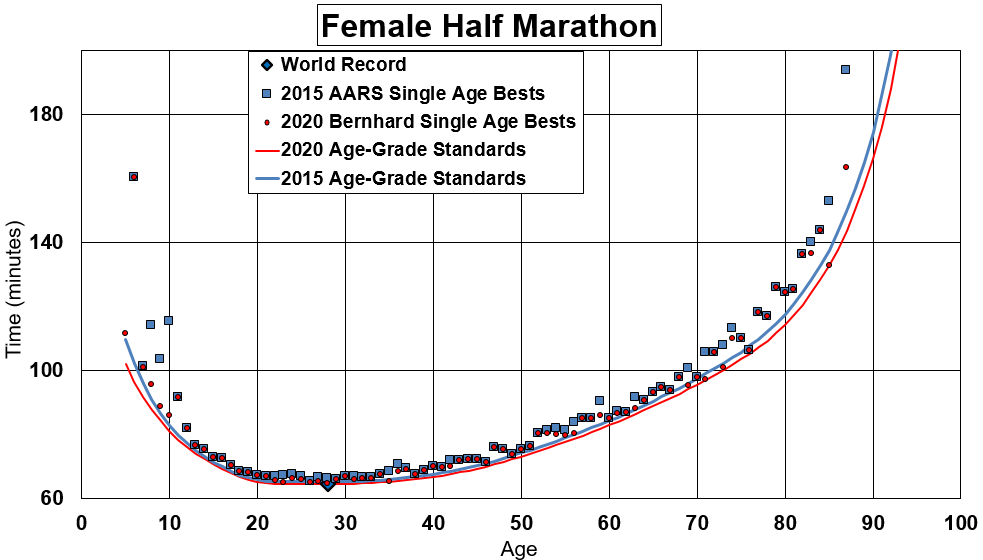 Female Half Marathon
World Record
2015 AARS Single Age Bests
2020 Bernhard Single Age Bests
2020 Age-Grade Standards
2015 Age-Grade Standards
Time (minutes)
180
140
100
60
0 10 20 30 40 50 60 70 80 90 100
Age